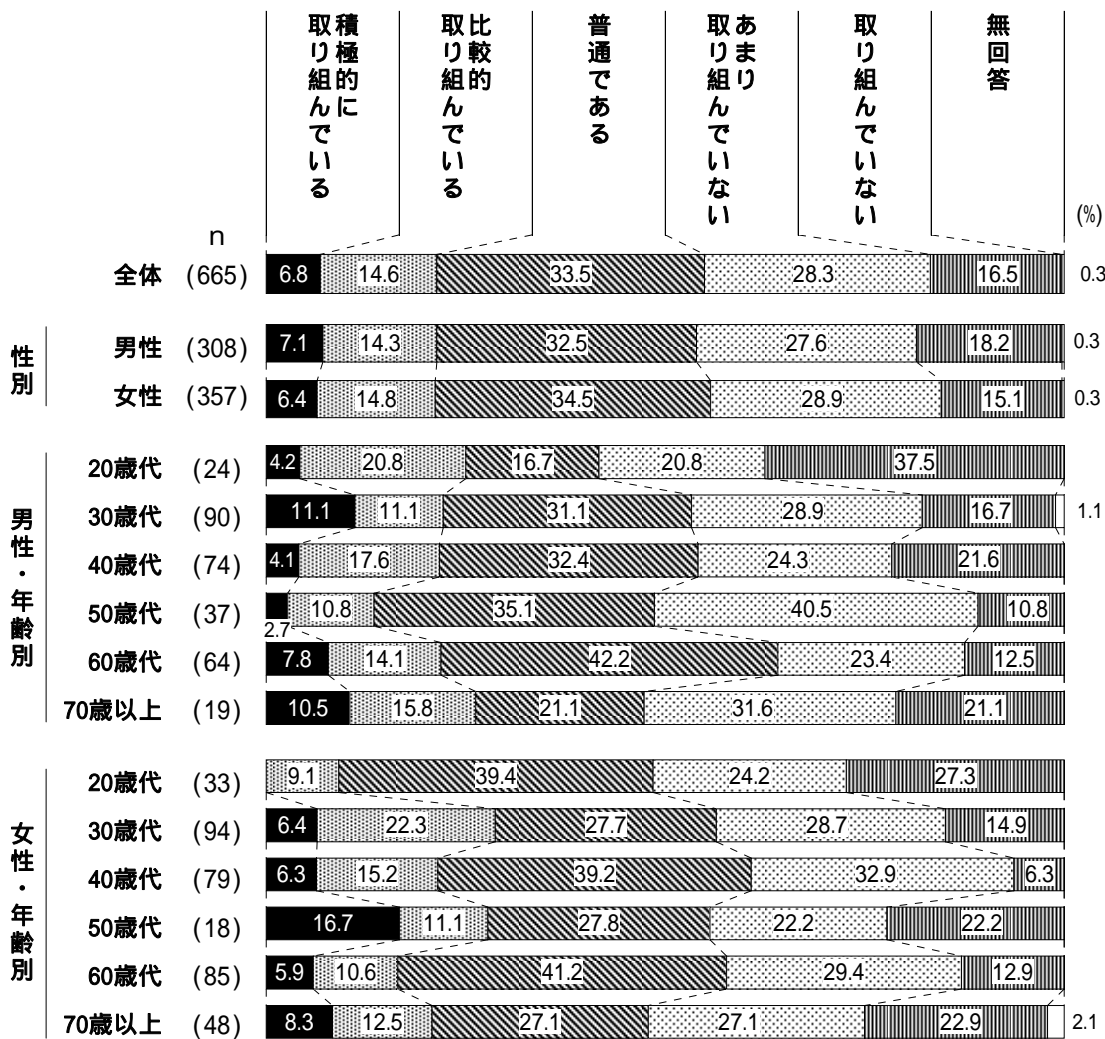 積極的に
取り組んでいる
比較的
取り組んでいる
普通である
あまり
取り組んでいない
取り組んでいない
無回答
(%)
n
全体 (665) 6.8 14.6 33.5 28.3 16.5 0.3
性別
男性 (308) 7.1 14.3 32.5 27.6 18.2 0.3
女性 (357) 6.4 14.8 34.5 28.9 15.1 0.3
男性・年齢別
20歳代 (24) 4.2 20.8 16.7 20.8 37.5
30歳代 (90) 11.1 11.1 31.1 28.9 16.7 1.1
40歳代 (74) 4.1 17.6 32.4 24.3 21.6
50歳代 (37) 2.7 10.8 35.1 40.5 10.8
60歳代 (64) 7.8 14.1 42.2 23.4 12.5
70歳以上 (19) 10.5 15.8 21.1 31.6 21.1
女性・年齢別
20歳代 (33) 9.1 39.4 24.2 27.3
30歳代 (94) 6.4 22.3 27.7 28.7 14.9
40歳代 (79) 6.3 15.2 39.2 32.9 6.3
50歳代 (18) 16.7 11.1 27.8 22.2 22.2
60歳代 (85) 5.9 10.6 41.2 29.4 12.9
70歳以上 (48) 8.3 12.5 27.1 27.1 22.9 2.1